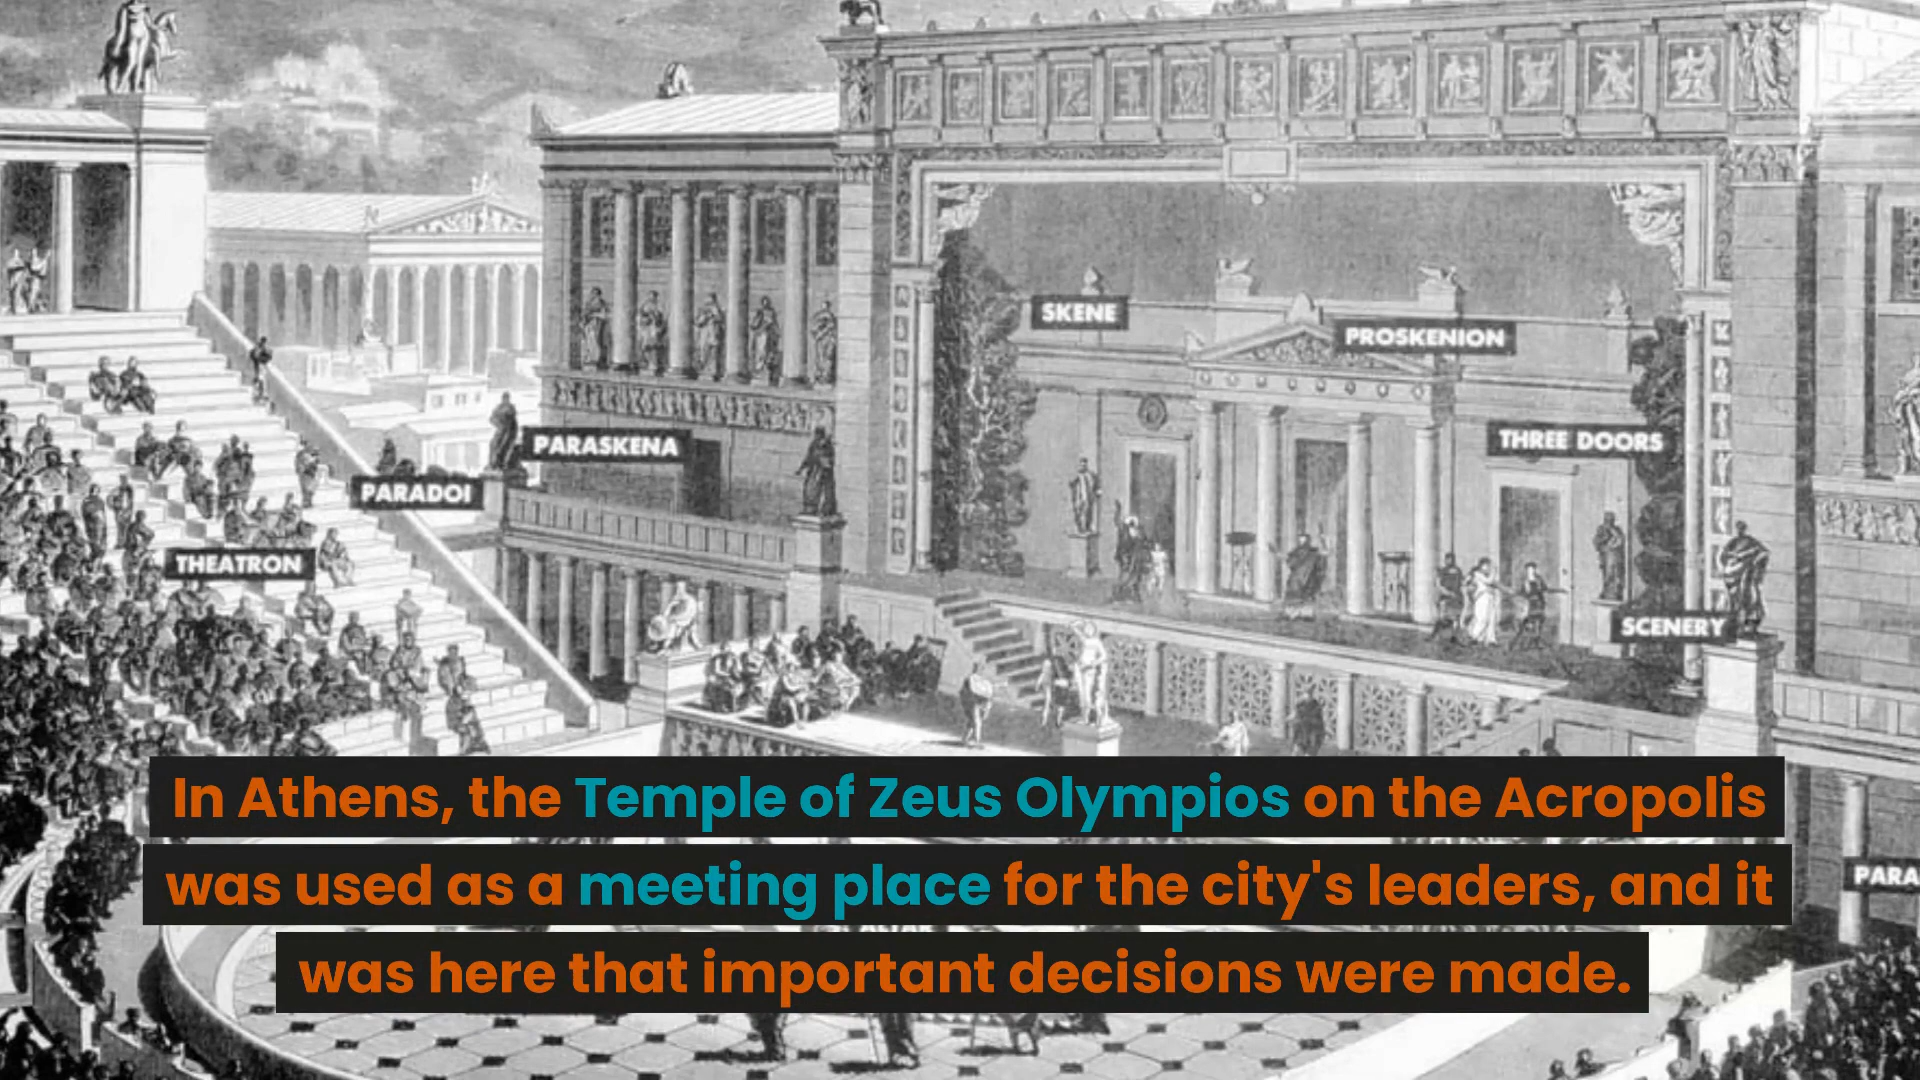 SKENE
PROSKENION
PARASKENA
THREE DOORS
PARADOI
THEATRON
SCENERY
In Athens, the Temple of Zeus Olympios on the Acropolis
was used as a meeting place for the city's leaders, and it
was here that important decisions were made.
PARA